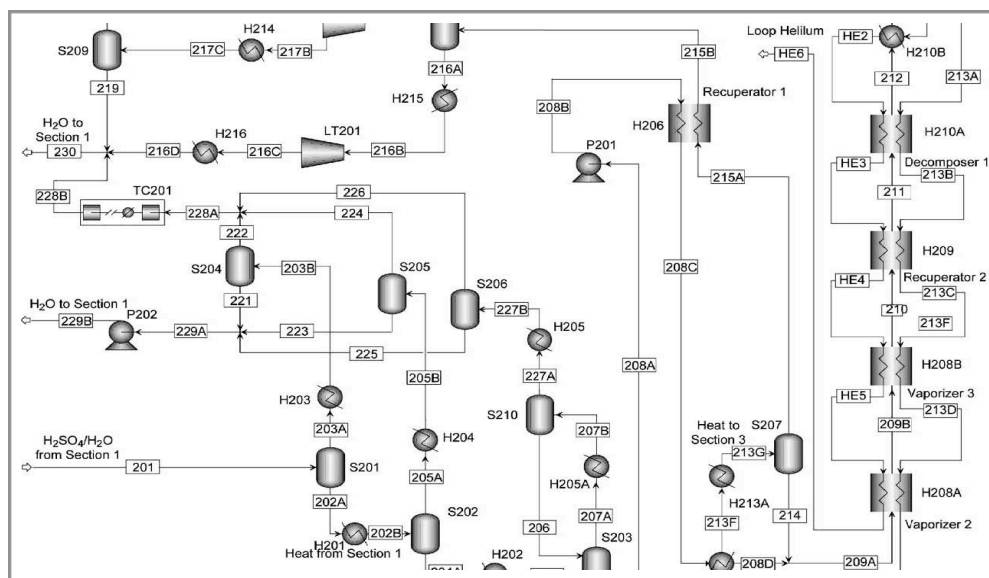 H214
Loop Helilum
HE2
HE6
H210B
S209
217C
217B
215B
212
213A
216A
219
H215
Recuperator 1
208B
H206
H2O to
Section 1
H216
LT201
P201
H210A
230
216D
216C
216B
HE3
Decomposer 1
213B
226
215A
211
228B
TC201
228A
224
222
H209
S204
203B
S205
208C
Recuperator 2
S206
HE4
213C
221
H2O to Section 1
227B
210
213F
229B
P202
H205
229A
223
H208B
225
205B
208A
227A
HE5
Vaporizer 3
H203
S210
213D
207B
Heat to
Section 3
S207
209B
203A
H204
H2SO4/H2O
from Section 1
213G
201
S201
H205A
205A
H213A
H208A
202A
214
S202
206
207A
213F
202B
Vaporizer 2
H201
S203
Heat from Section 1
H202
208D
209A